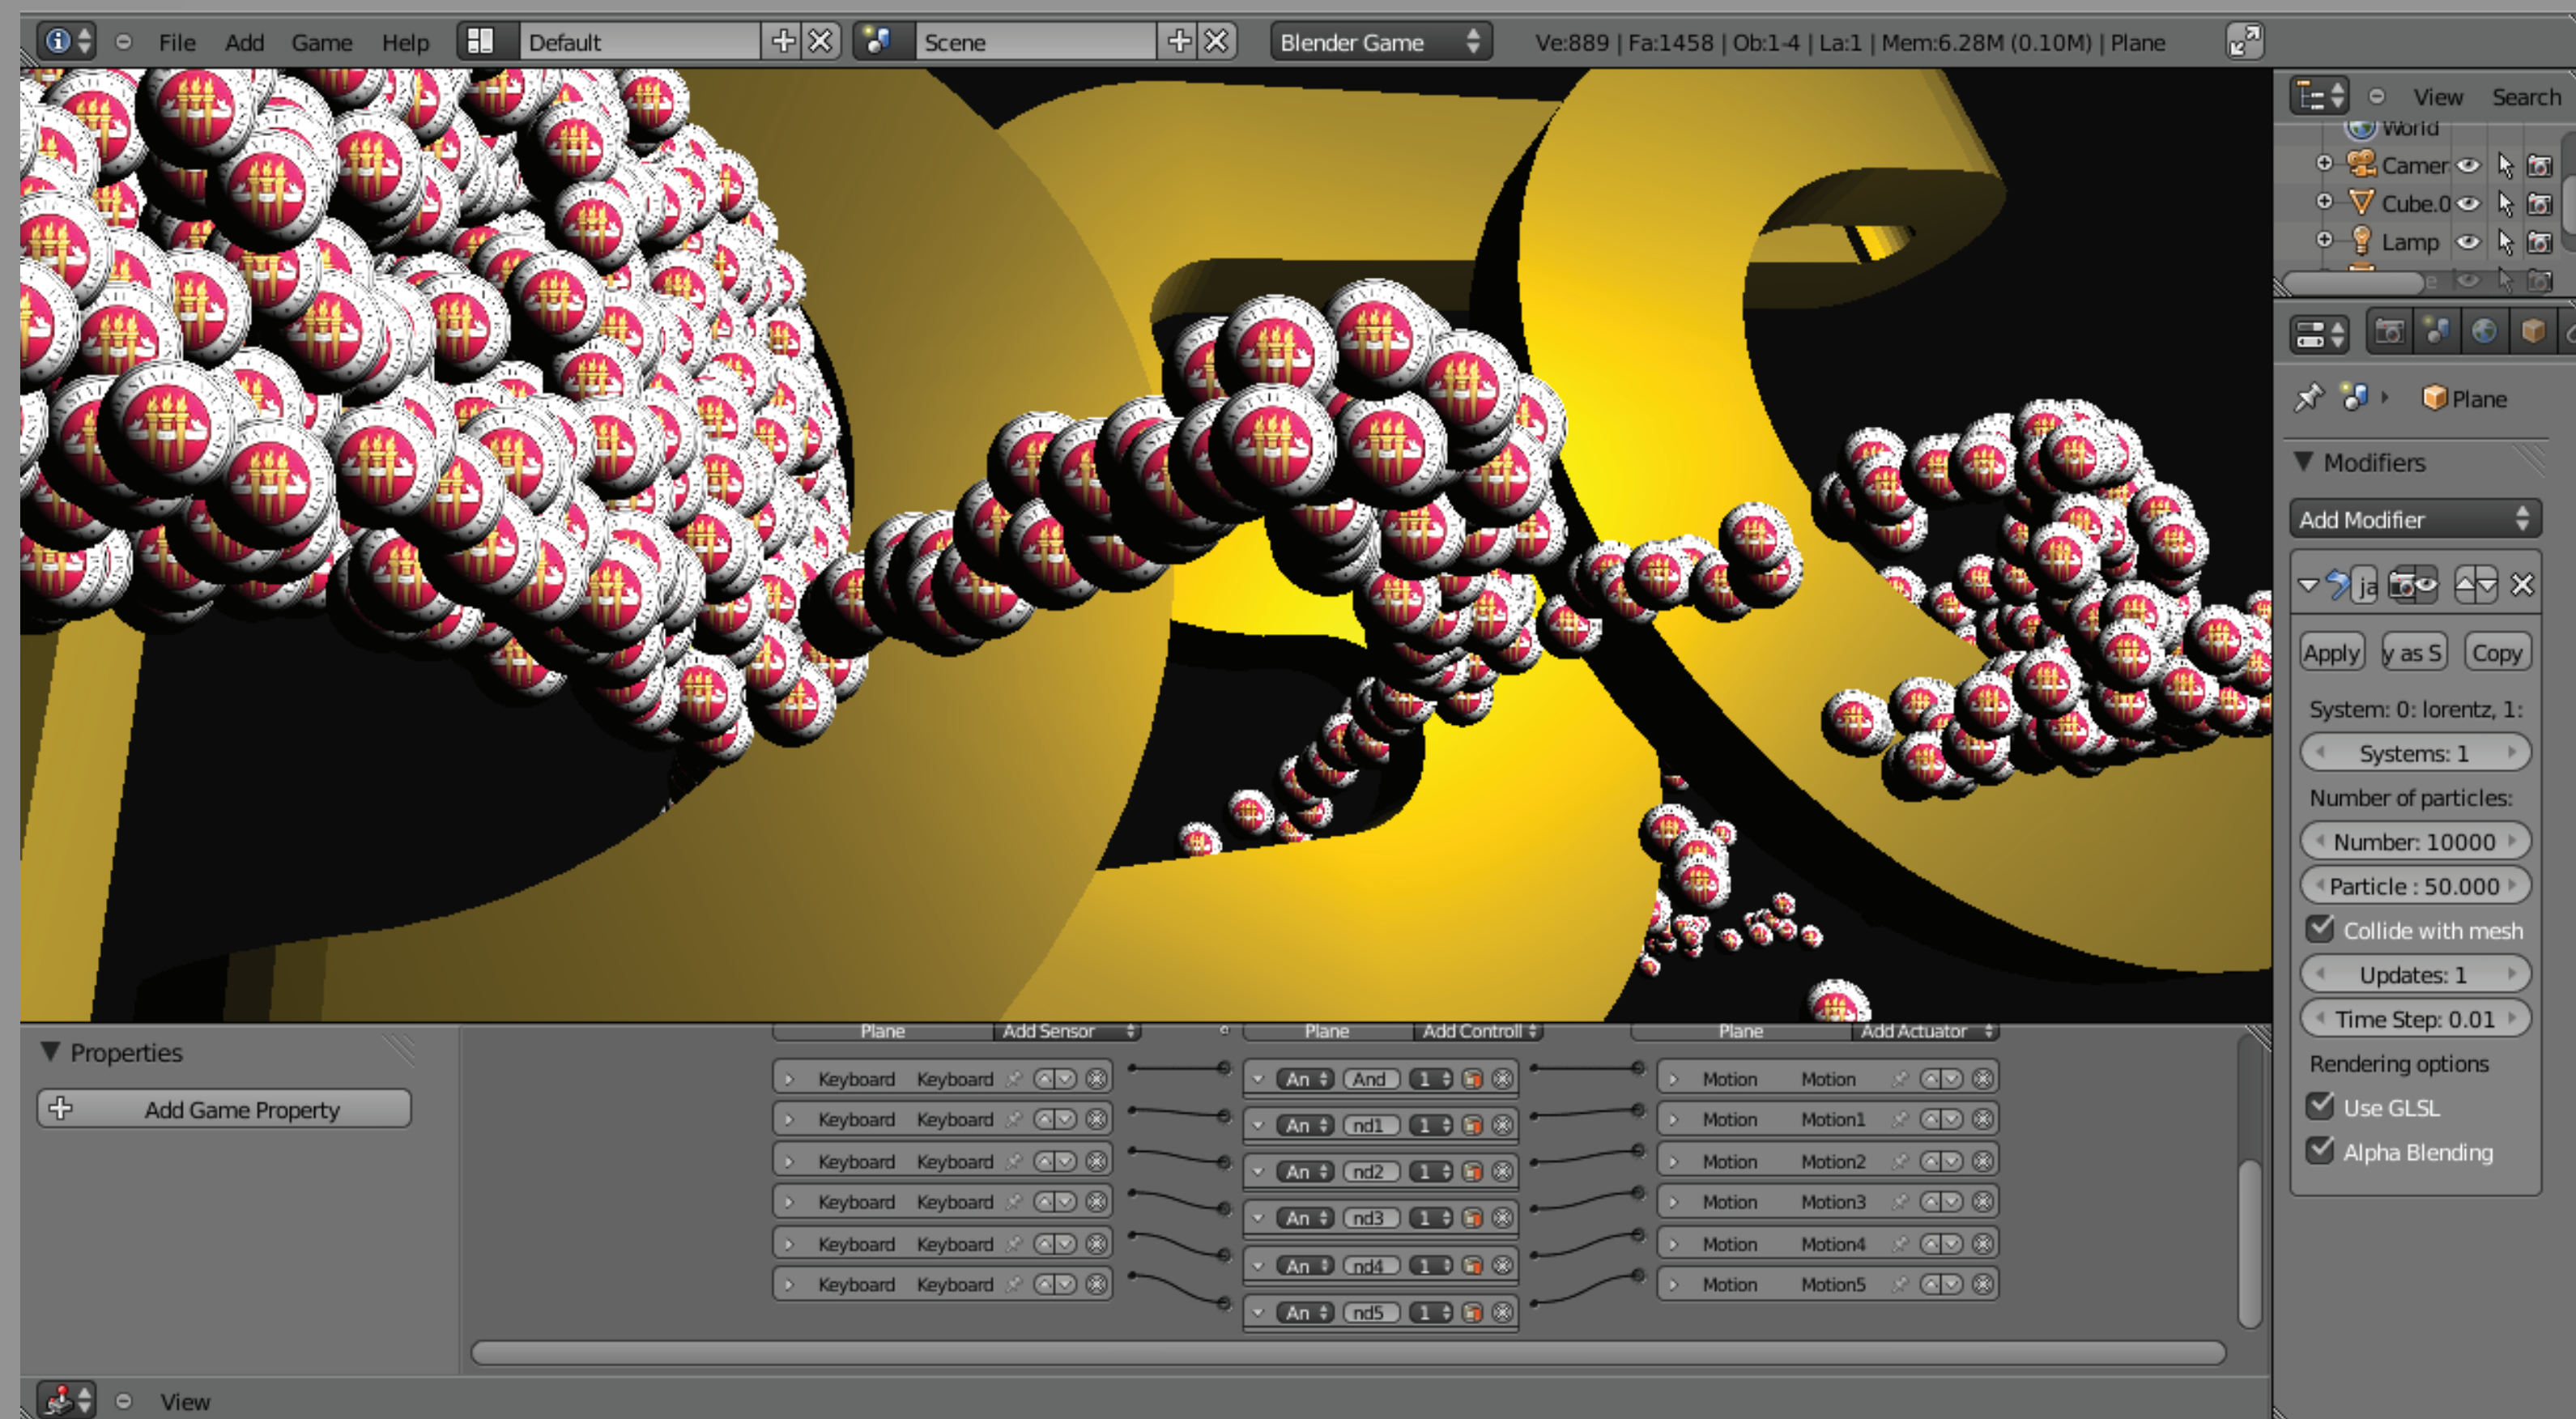 File Add Game Help Default Scene Blender Game Ve:889 | Fa:1458 | Ob:1-4 | La:1 | Mem:6.28M (0.10M) | Plane
View Search
World
Camer
Cube.0
Lamp
Plane
Modifiers
Add Modifier
ja
Apply y as S Copy
System: 0: lorentz, 1:
Systems: 1
Number of particles:
Number: 10000
Particle : 50.000
Collide with mesh
Updates: 1
Time Step: 0.01
Rendering options
Use GLSL
Alpha Blending
Properties
Add Game Property
Plane Add Sensor Plane Add Controll Plane Add Actuator
Keyboard Keyboard An And 1 Motion Motion
Keyboard Keyboard An nd1 1 Motion Motion1
Keyboard Keyboard An nd2 1 Motion Motion2
Keyboard Keyboard An nd3 1 Motion Motion3
Keyboard Keyboard An nd4 1 Motion Motion4
Keyboard Keyboard An nd5 1 Motion Motion5
View